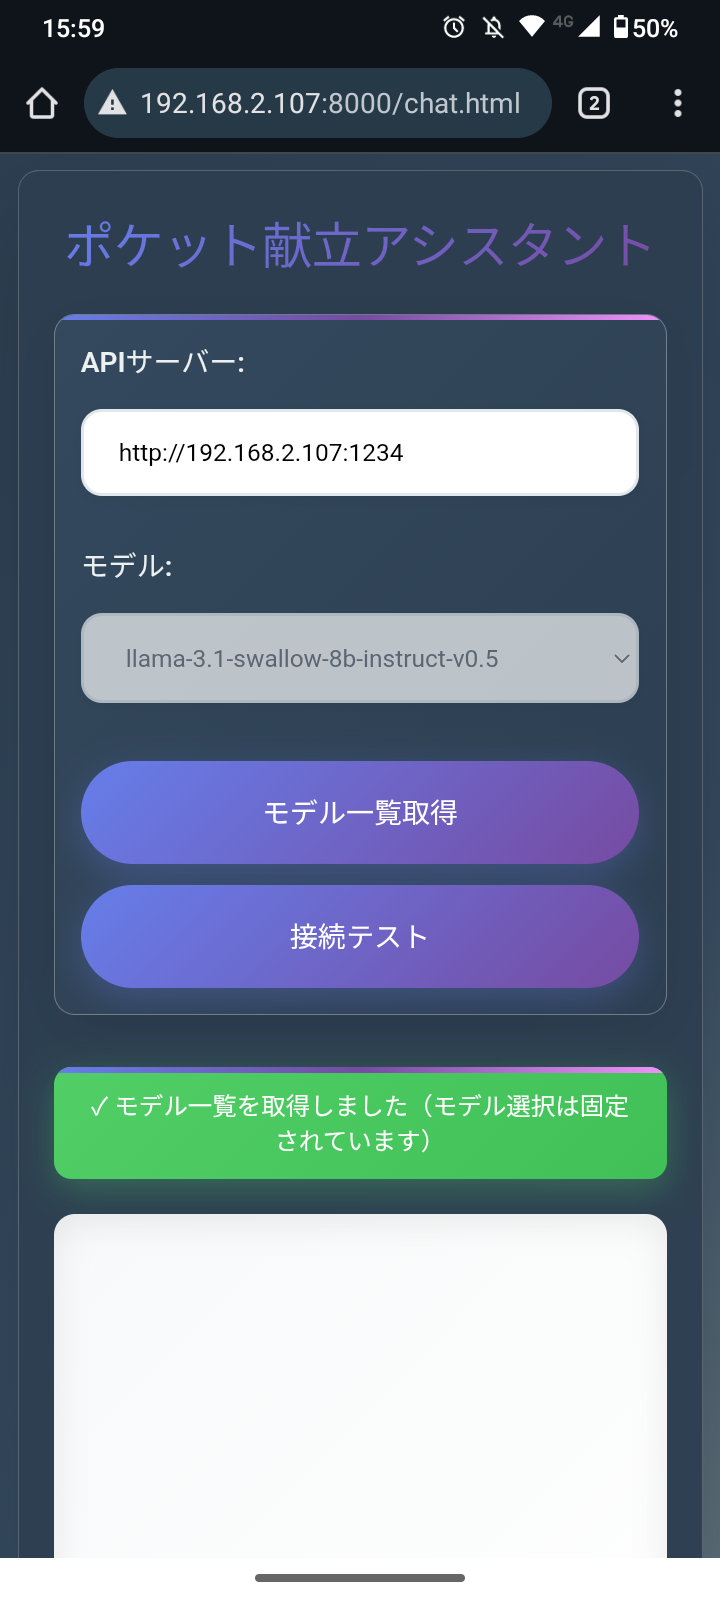 15:59
4G
50%
192.168.2.107:8000/chat.html
2
ポケット献立アシスタント
APIサーバー:
http://192.168.2.107:1234
モデル:
llama-3.1-swallow-8b-instruct-v0.5
モデル一覧取得
接続テスト
✓ モデル一覧を取得しました（モデル選択は固定
されています）